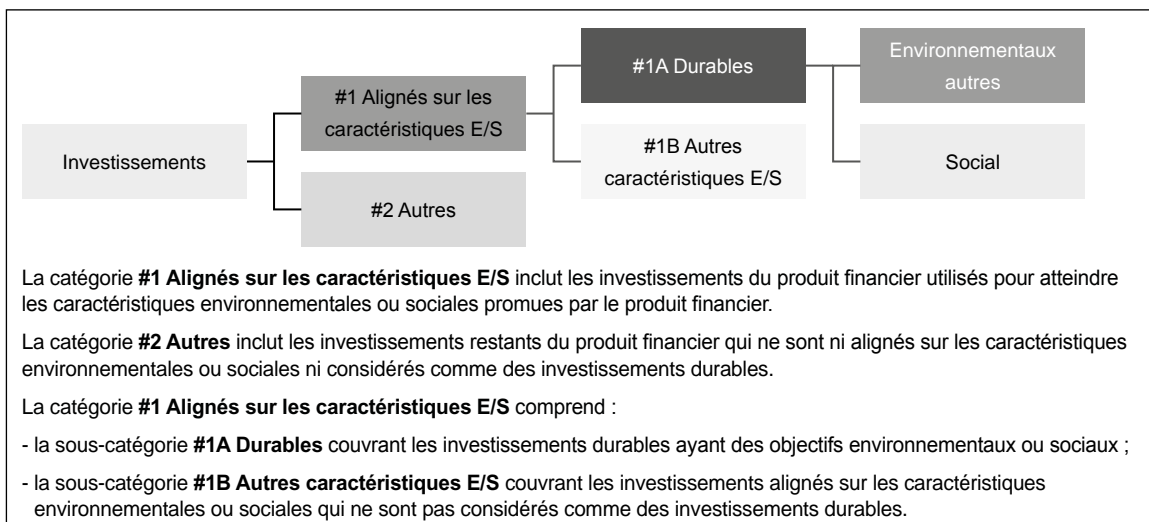 Investissements
#1 Alignés sur les
caractéristiques E/S
#2 Autres
#1A Durables
#1B Autres
caractéristiques E/S
Environnementaux
autres
Social
La catégorie #1 Alignés sur les caractéristiques E/S inclut les investissements du produit financier utilisés pour atteindre
les caractéristiques environnementales ou sociales promues par le produit financier.
La catégorie #2 Autres inclut les investissements restants du produit financier qui ne sont ni alignés sur les caractéristiques
environnementales ou sociales ni considérés comme des investissements durables.
La catégorie #1 Alignés sur les caractéristiques E/S comprend :
- la sous-catégorie #1A Durables couvrant les investissements durables ayant des objectifs environnementaux ou sociaux ;
- la sous-catégorie #1B Autres caractéristiques E/S couvrant les investissements alignés sur les caractéristiques
environnementales ou sociales qui ne sont pas considérés comme des investissements durables.